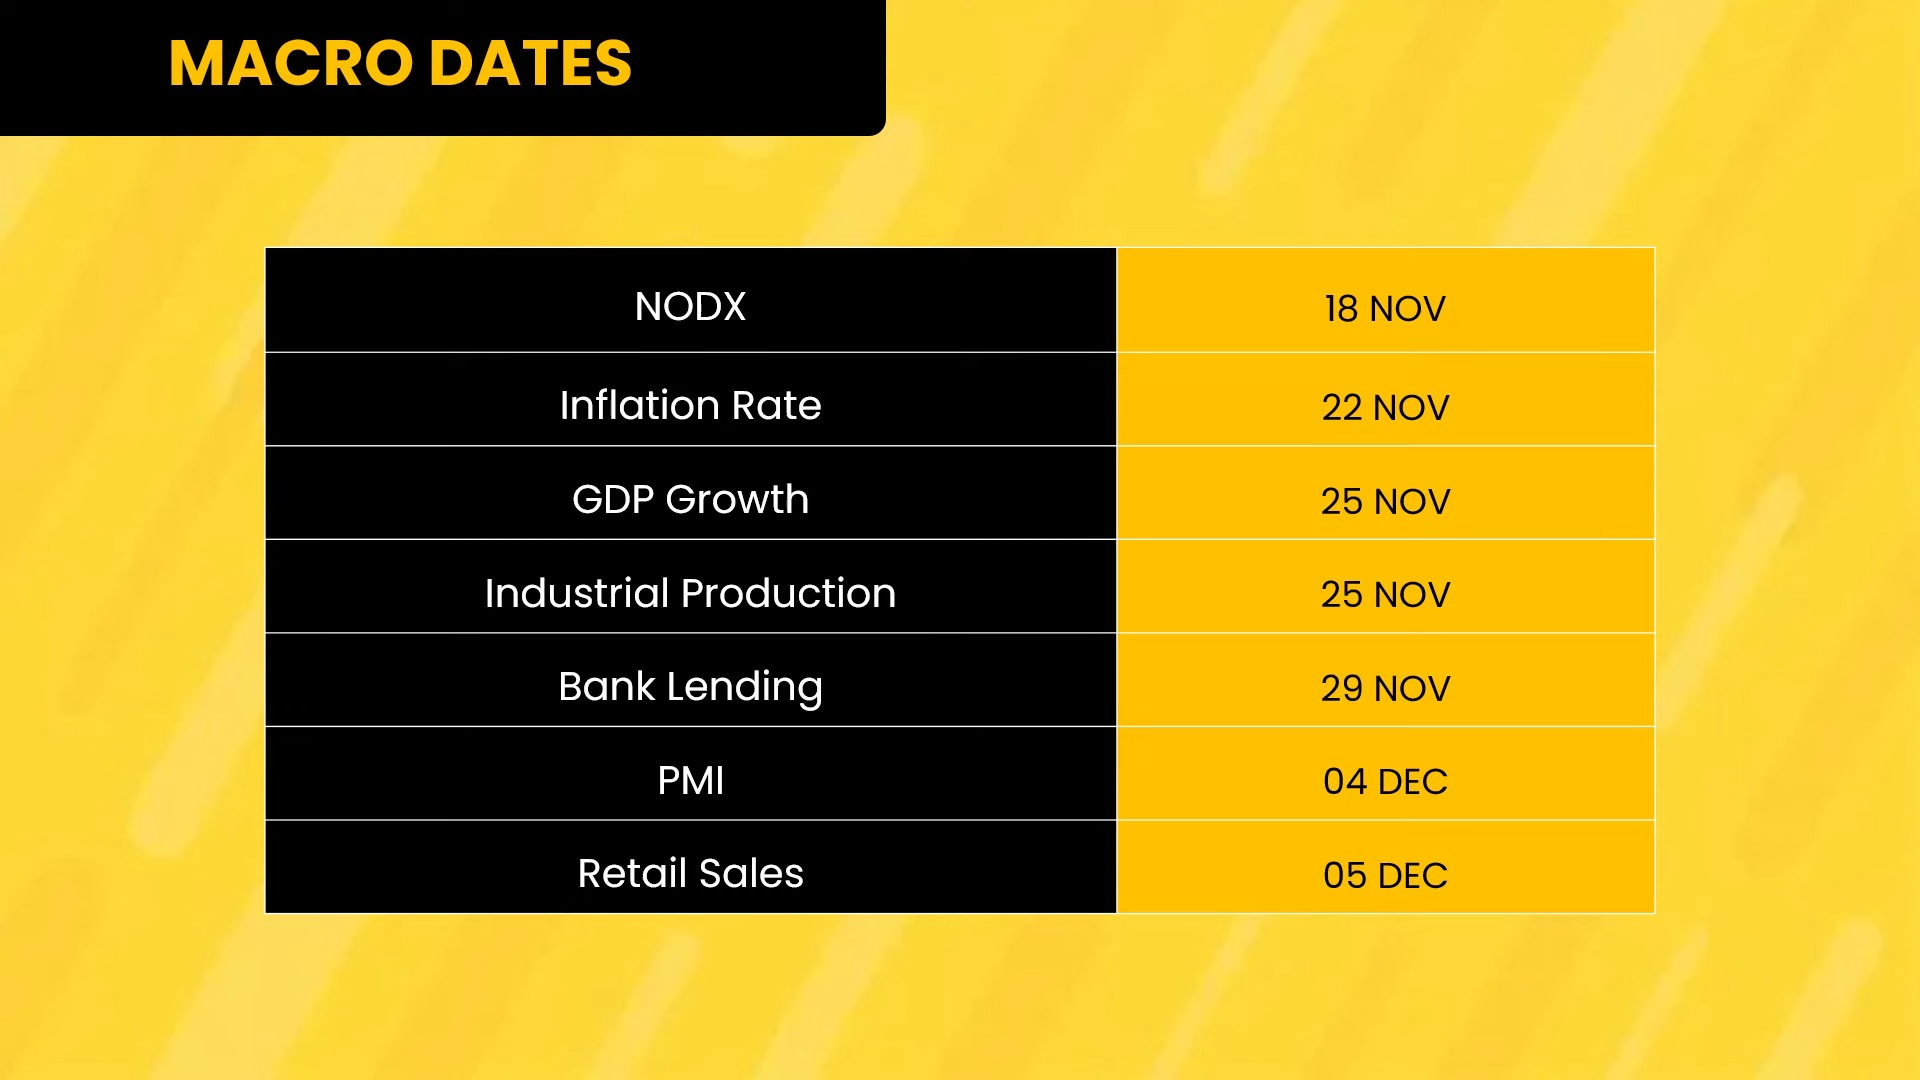 MACRO DATES
NODX 18 NOV
Inflation Rate 22 NOV
GDP Growth 25 NOV
Industrial Production 25 NOV
Bank Lending 29 NOV
PMI 04 DEC
Retail Sales 05 DEC